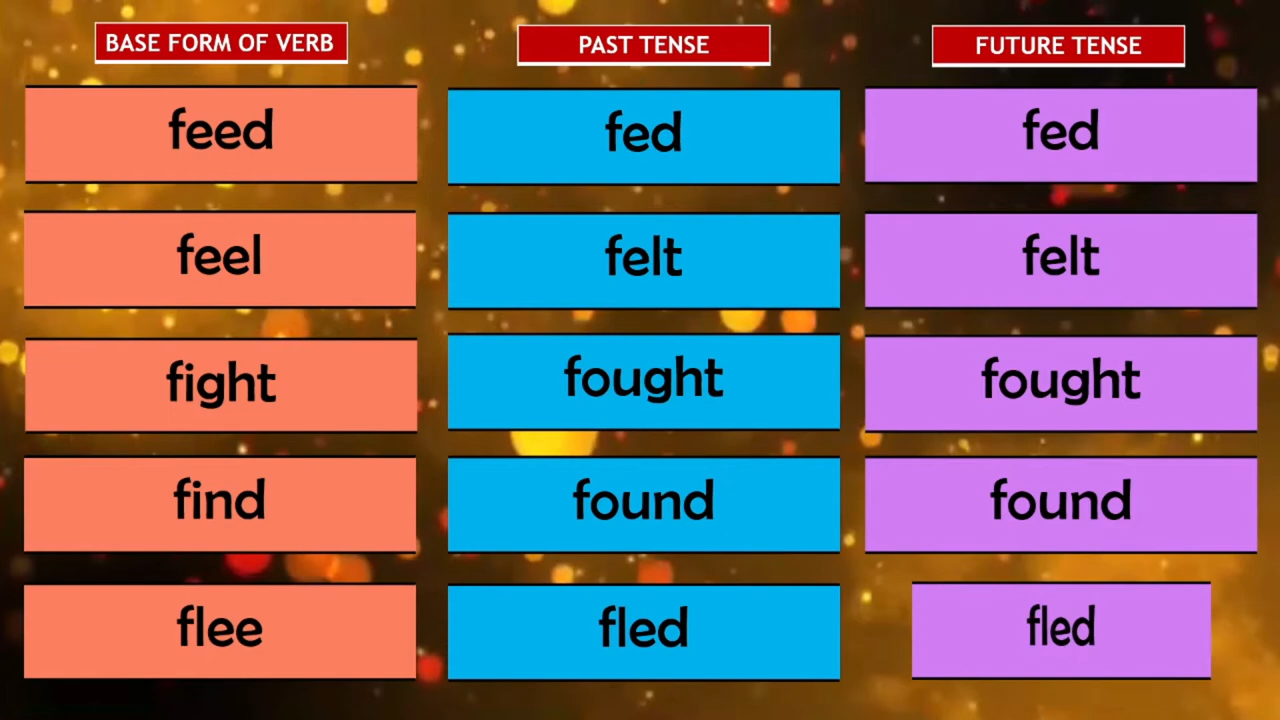 BASE FORM OF VERB PAST TENSE FUTURE TENSE
feed fed fed
feel felt felt
fight fought fought
find found found
flee fled fled